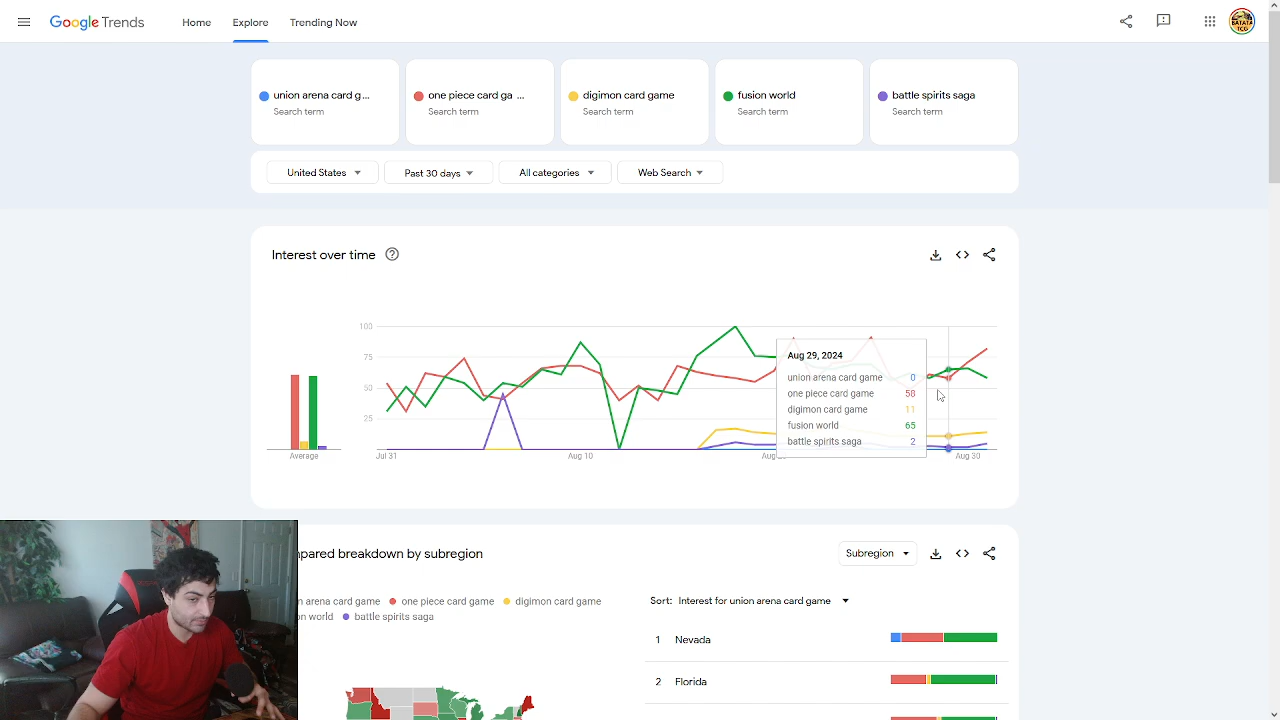 Google Trends
Home
Explore
Trending Now
BATATA
TCG
union arena card g...
Search term
one piece card ga ...
Search term
digimon card game
Search term
fusion world
Search term
battle spirits saga
Search term
United States
Past 30 days
All categories
Web Search
Interest over time
100
75
50
25
Average
Jul 31
Aug 10
Aug
Aug 30
Aug 29, 2024
union arena card game 0
one piece card game 58
digimon card game 11
fusion world 65
battle spirits saga 2
mpared breakdown by subregion
Subregion
n arena card game
one piece card game
digimon card game
on world
battle spirits saga
Sort: Interest for union arena card game
1 Nevada
2 Florida